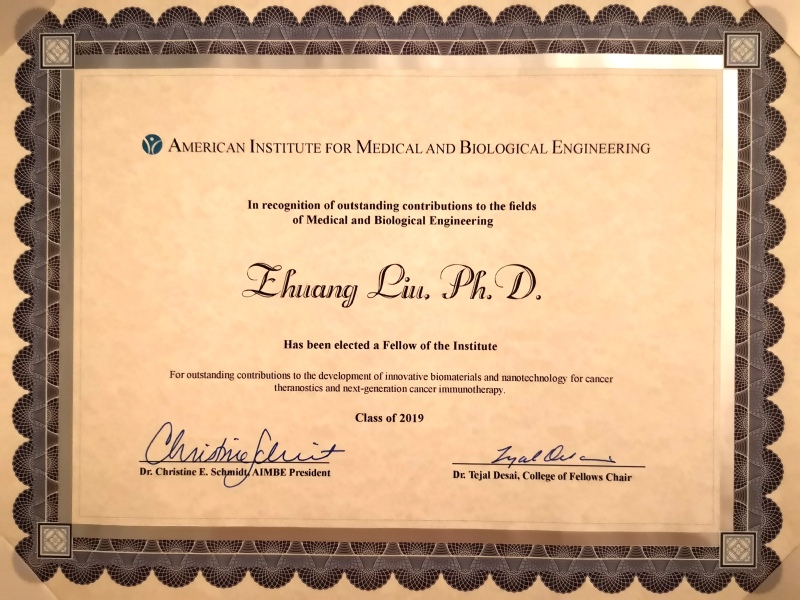 AMERICAN INSTITUTE FOR MEDICAL AND BIOLOGICAL ENGINEERING
In recognition of outstanding contributions to the fields
of Medical and Biological Engineering
Zhuang Liu, Ph. D.
Has been elected a Fellow of the Institute
For outstanding contributions to the development of innovative biomaterials and nanotechnology for cancer
theranostics and next-generation cancer immunotherapy.
Class of 2019
Christine Schmidt
Dr. Christine E. Schmidt, AIMBE President
Tejal Desai
Dr. Tejal Desai, College of Fellows Chair